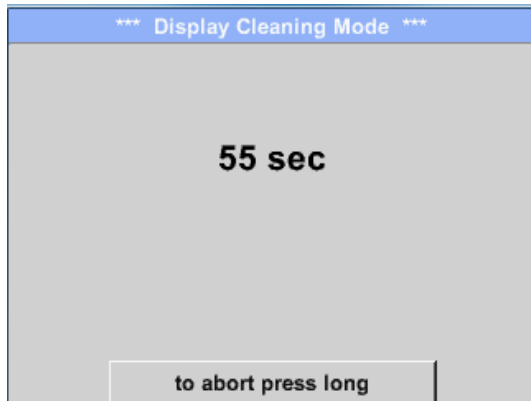 *** Display Cleaning Mode ***
55 sec
to abort press long